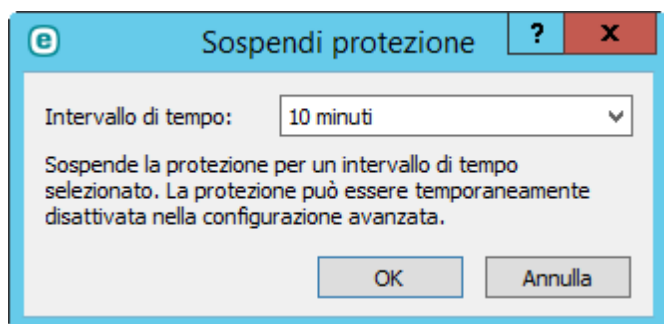 e Sospendi protezione ? x
Intervallo di tempo: 10 minuti
Sospende la protezione per un intervallo di tempo
selezionato. La protezione può essere temporaneamente
disattivata nella configurazione avanzata.
OK Annulla